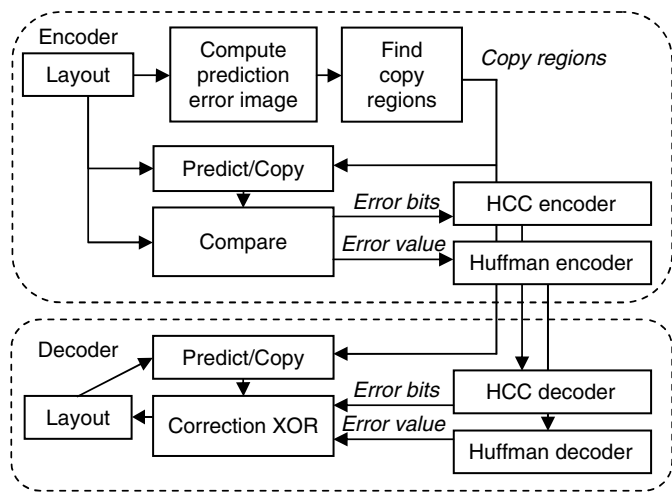 Encoder
Layout
Compute
prediction
error image
Find
copy
regions
Copy regions
Predict/Copy
Compare
Error bits
Error value
HCC encoder
Huffman encoder
Decoder
Predict/Copy
Layout
Correction XOR
Error bits
Error value
HCC decoder
Huffman decoder